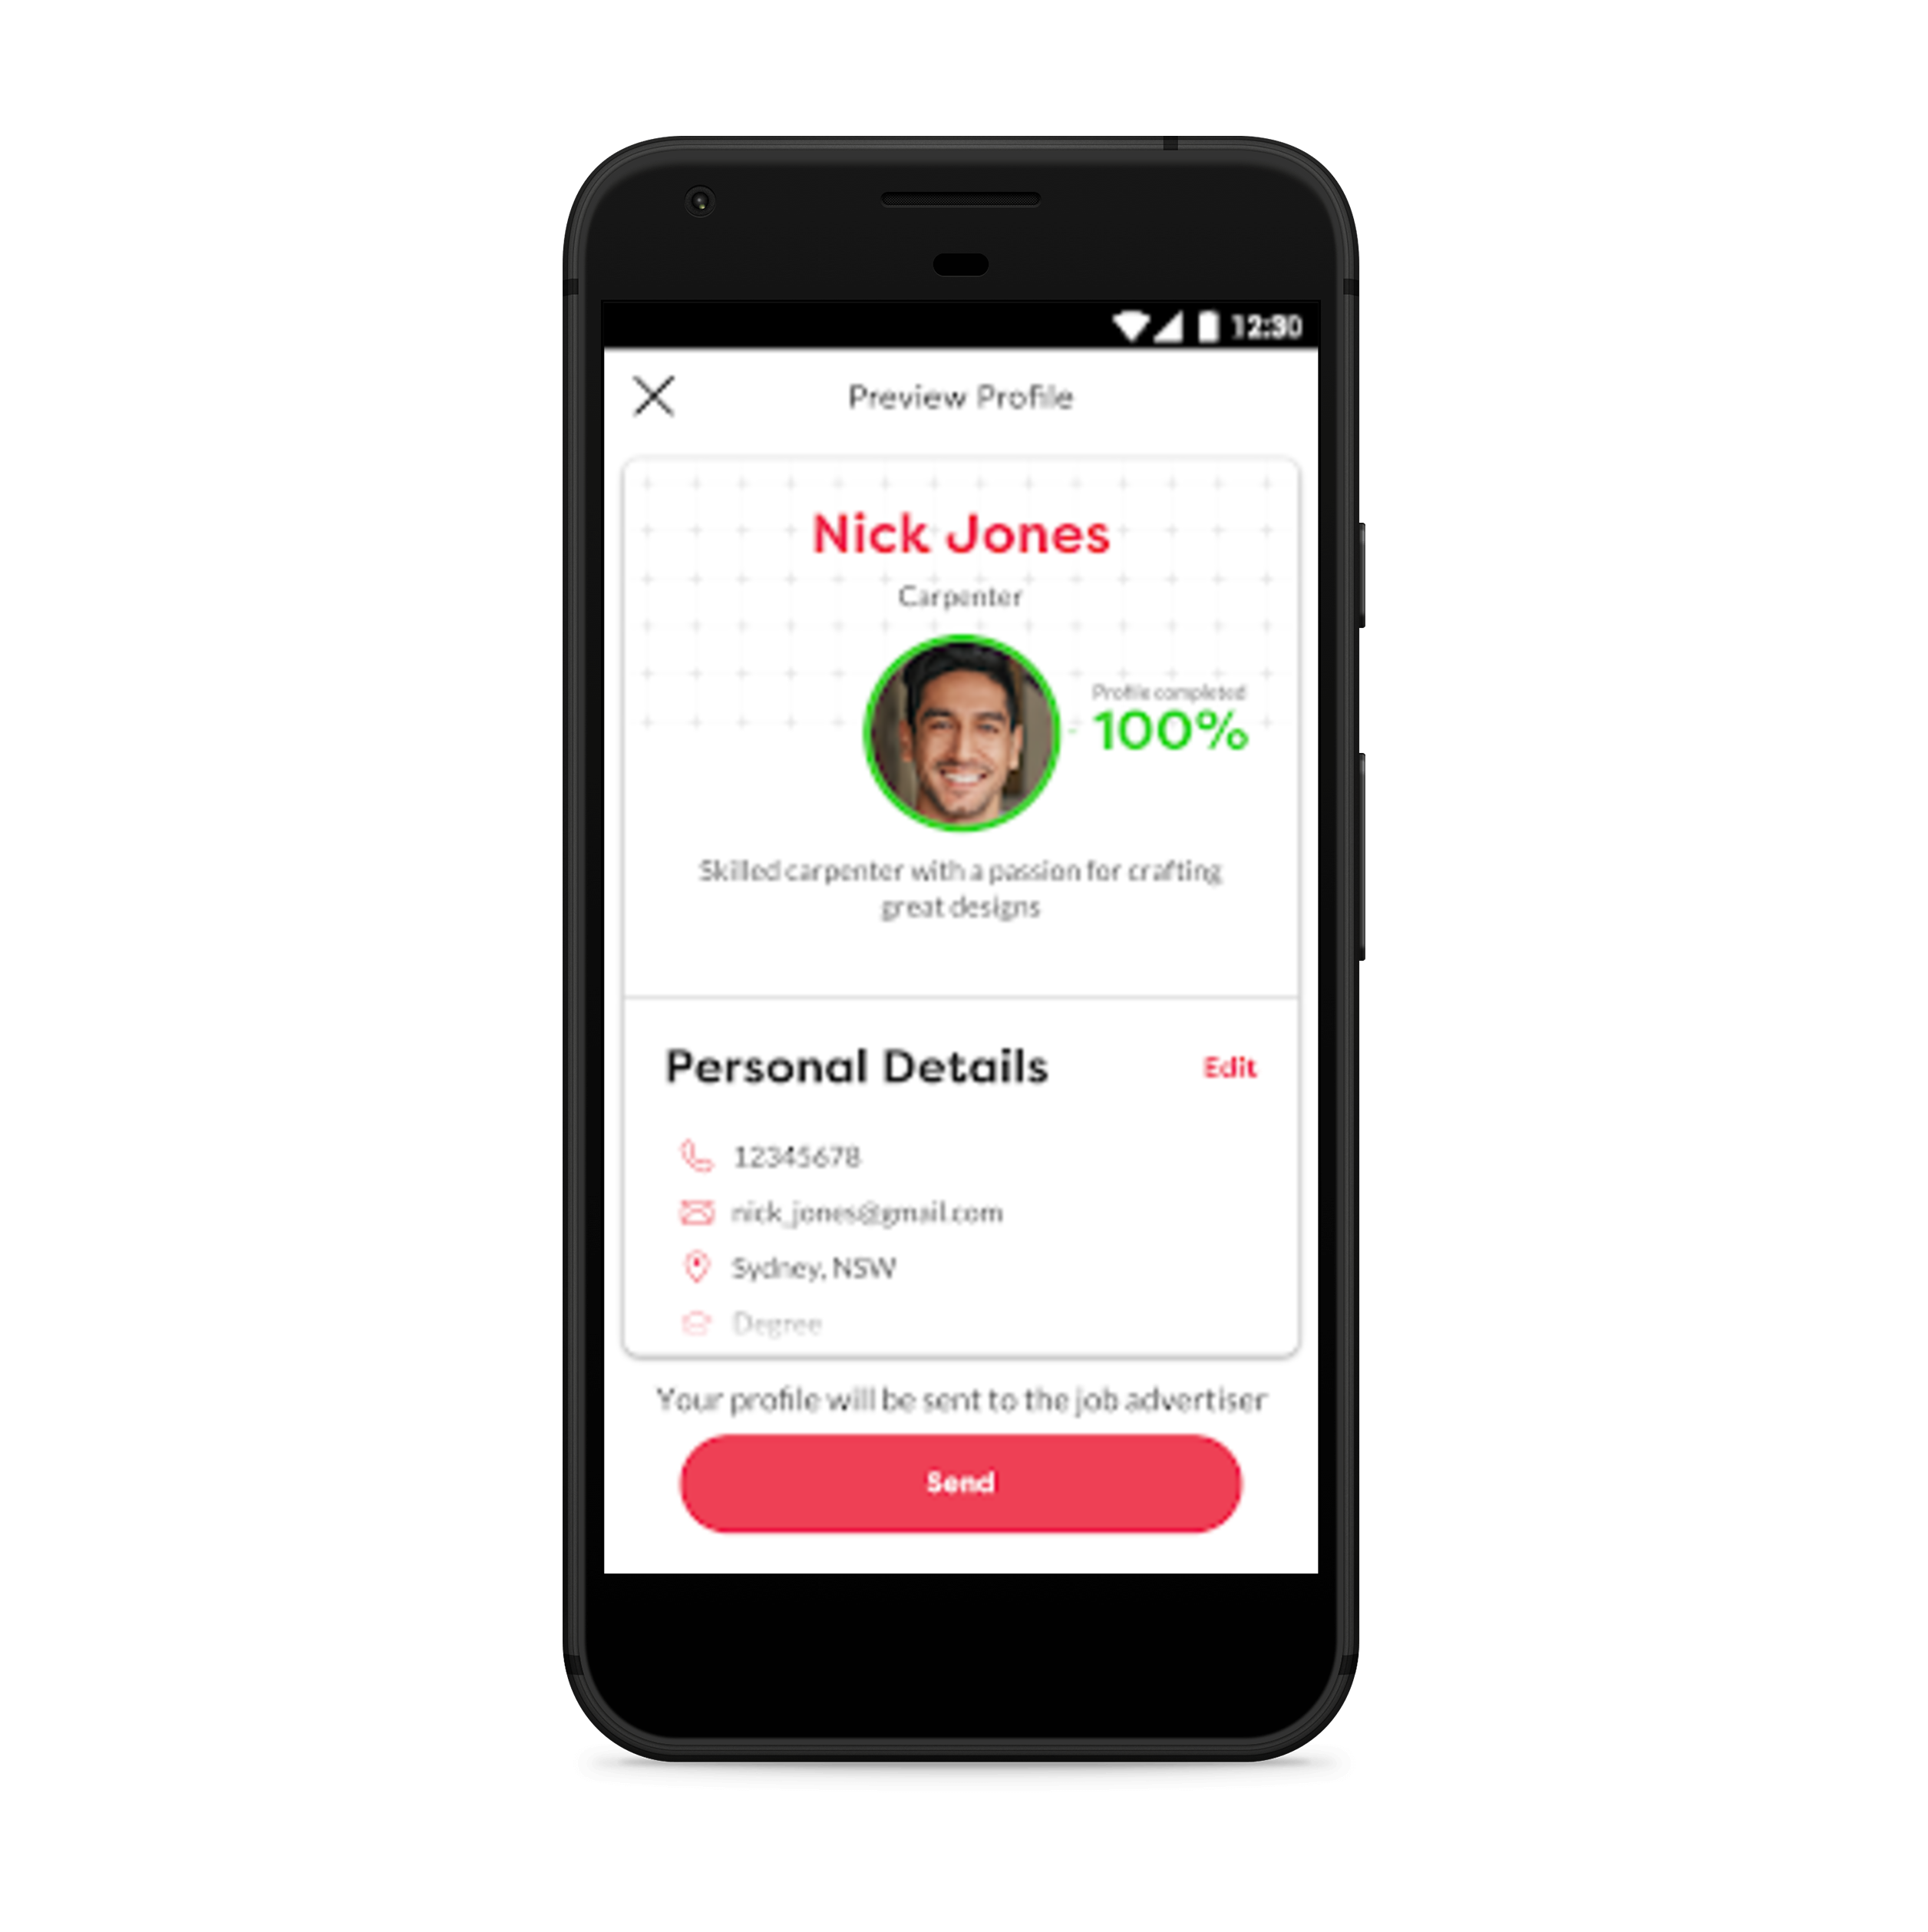 12:30
Preview Profile
Nick Jones
Carpenter
Profile completed
100%
Skilled carpenter with a passion for crafting
great designs
Personal Details
Edit
12345678
nick_jones@gmail.com
Sydney, NSW
Degree
Your profile will be sent to the job advertiser
Send